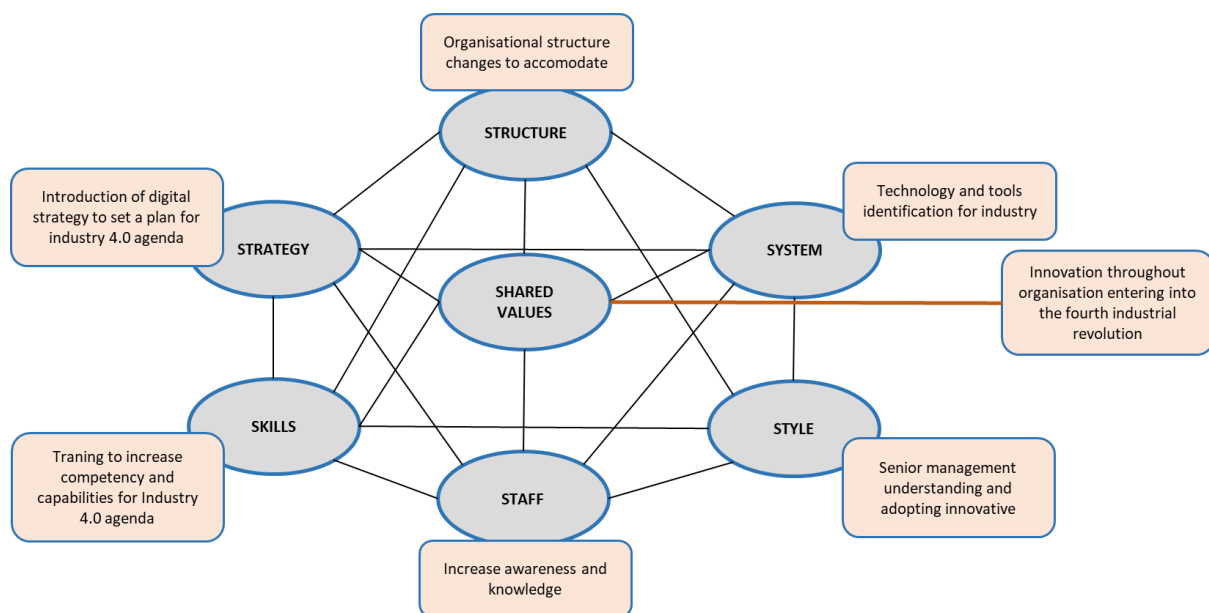 Organisational structure
changes to accomodate
STRUCTURE
Introduction of digital
strategy to set a plan for
industry 4.0 agenda
STRATEGY
Technology and tools
identification for industry
SYSTEM
SHARED
VALUES
Innovation throughout
organisation entering into
the fourth industrial
revolution
SKILLS
Traning to increase
competency and
capabilities for Industry
4.0 agenda
STYLE
Senior management
understanding and
adopting innovative
STAFF
Increase awareness and
knowledge